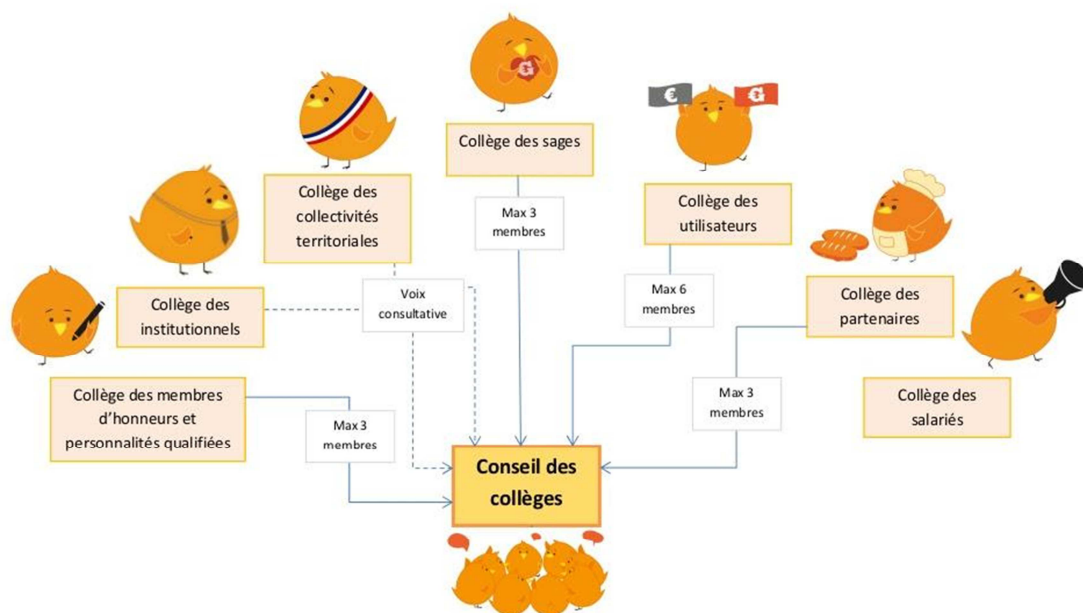 G
Collège des sages
€
G
Collège des
collectivités
territoriales
Max 3
membres
Collège des
utilisateurs
Collège des
institutionnels
Voix
consultative
Max 6
membres
Collège des
partenaires
Collège des membres
d'honneurs et
personnalités qualifiées
Max 3
membres
Max 3
membres
Collège des
salariés
Conseil des
collèges